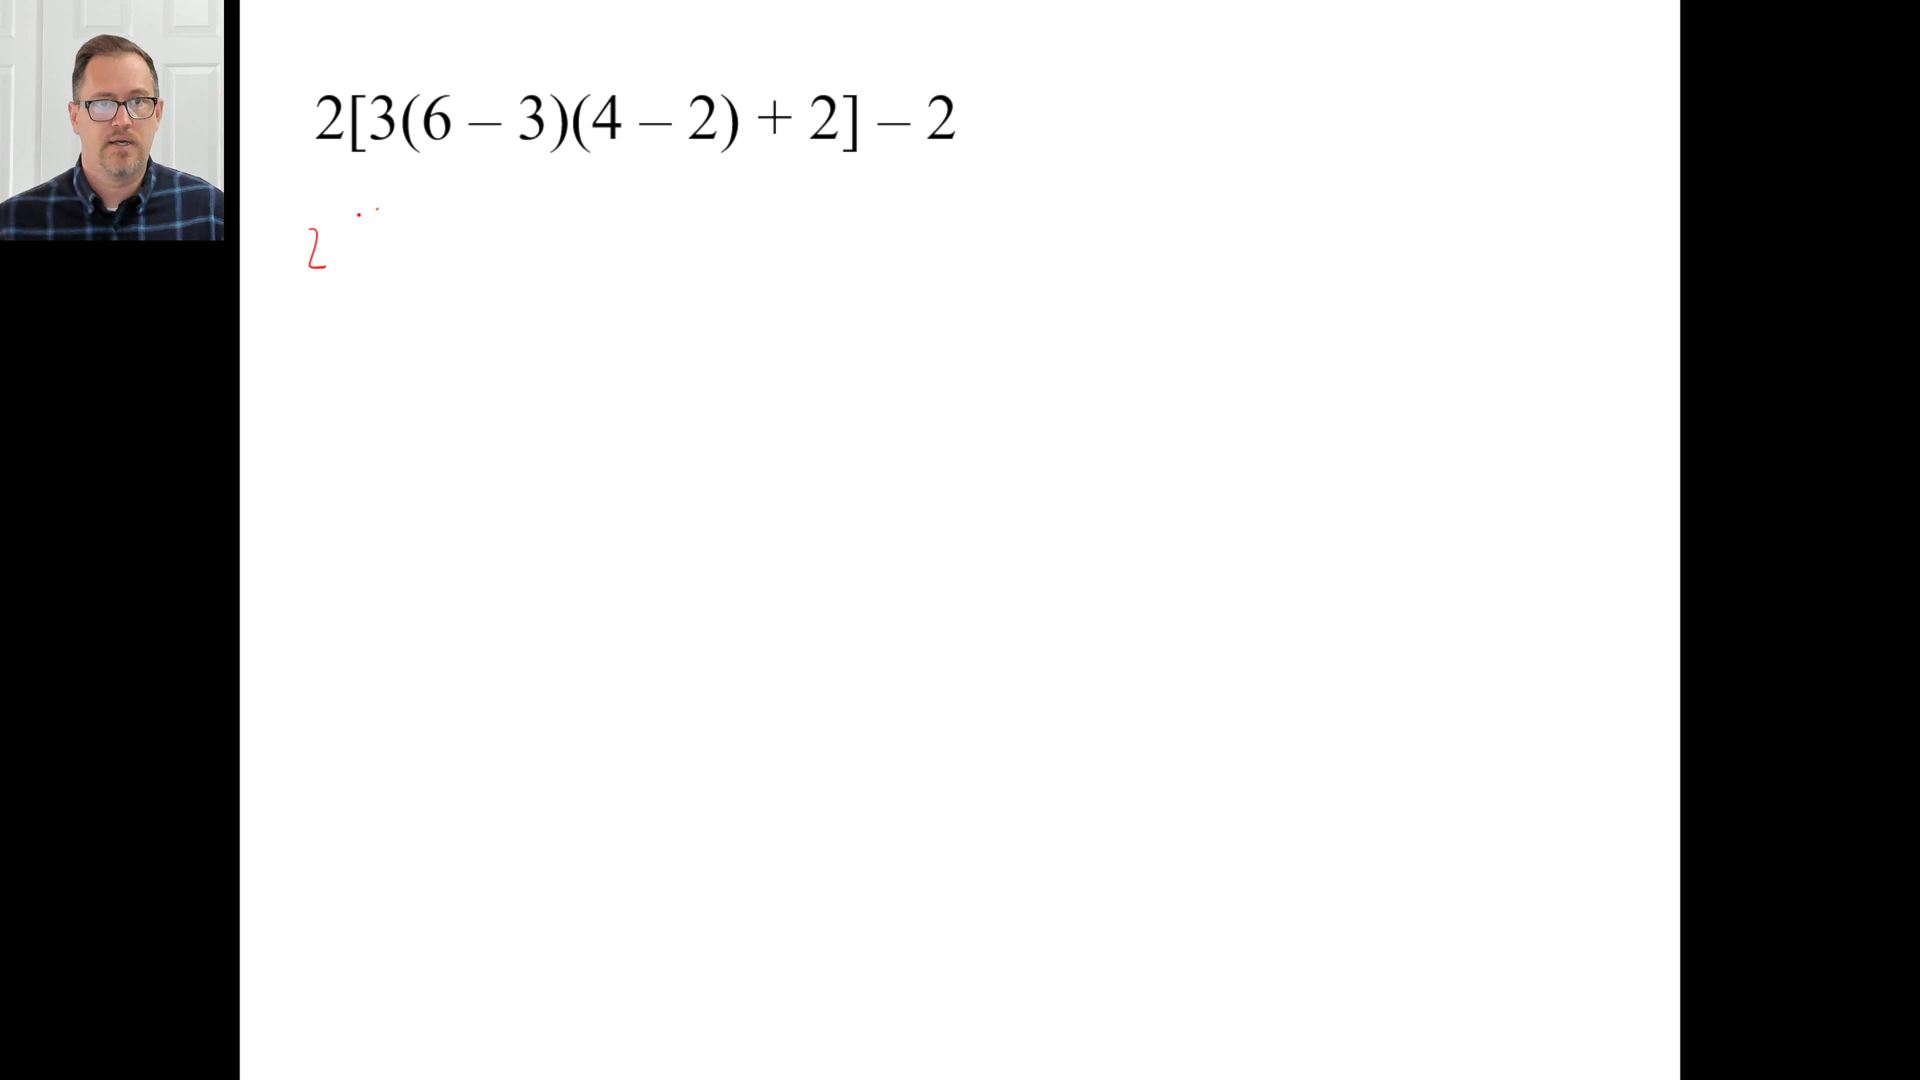 2[3(6 – 3)(4 – 2) + 2] – 2
2